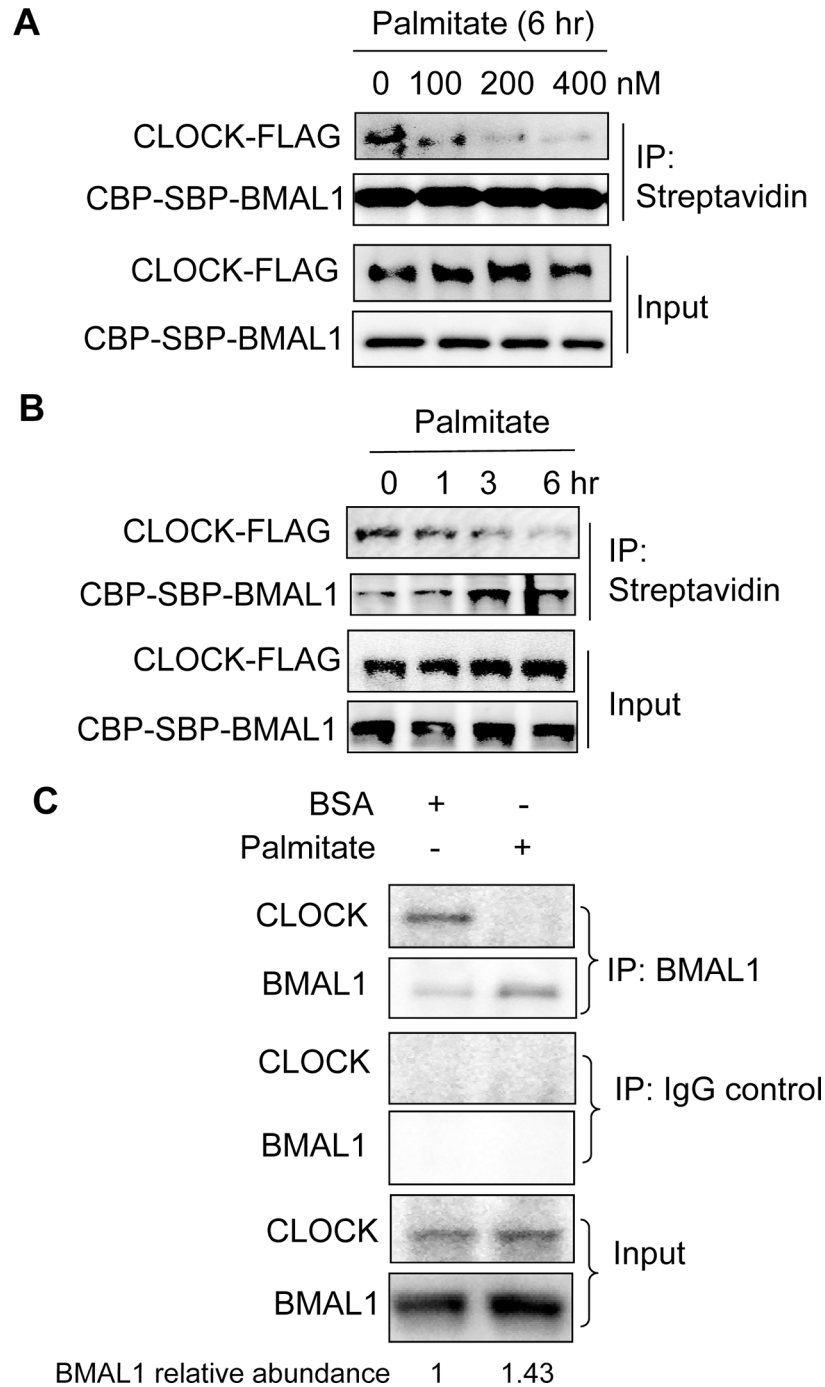 A
Palmitate (6 hr)
0 100 200 400 nM
CLOCK-FLAG
CBP-SBP-BMAL1
IP:
Streptavidin
CLOCK-FLAG
CBP-SBP-BMAL1
Input
B
Palmitate
0 1 3 6 hr
CLOCK-FLAG
CBP-SBP-BMAL1
IP:
Streptavidin
CLOCK-FLAG
CBP-SBP-BMAL1
Input
C
BSA + -
Palmitate - +
CLOCK
BMAL1
IP: BMAL1
CLOCK
BMAL1
IP: IgG control
CLOCK
BMAL1
Input
BMAL1 relative abundance 1 1.43